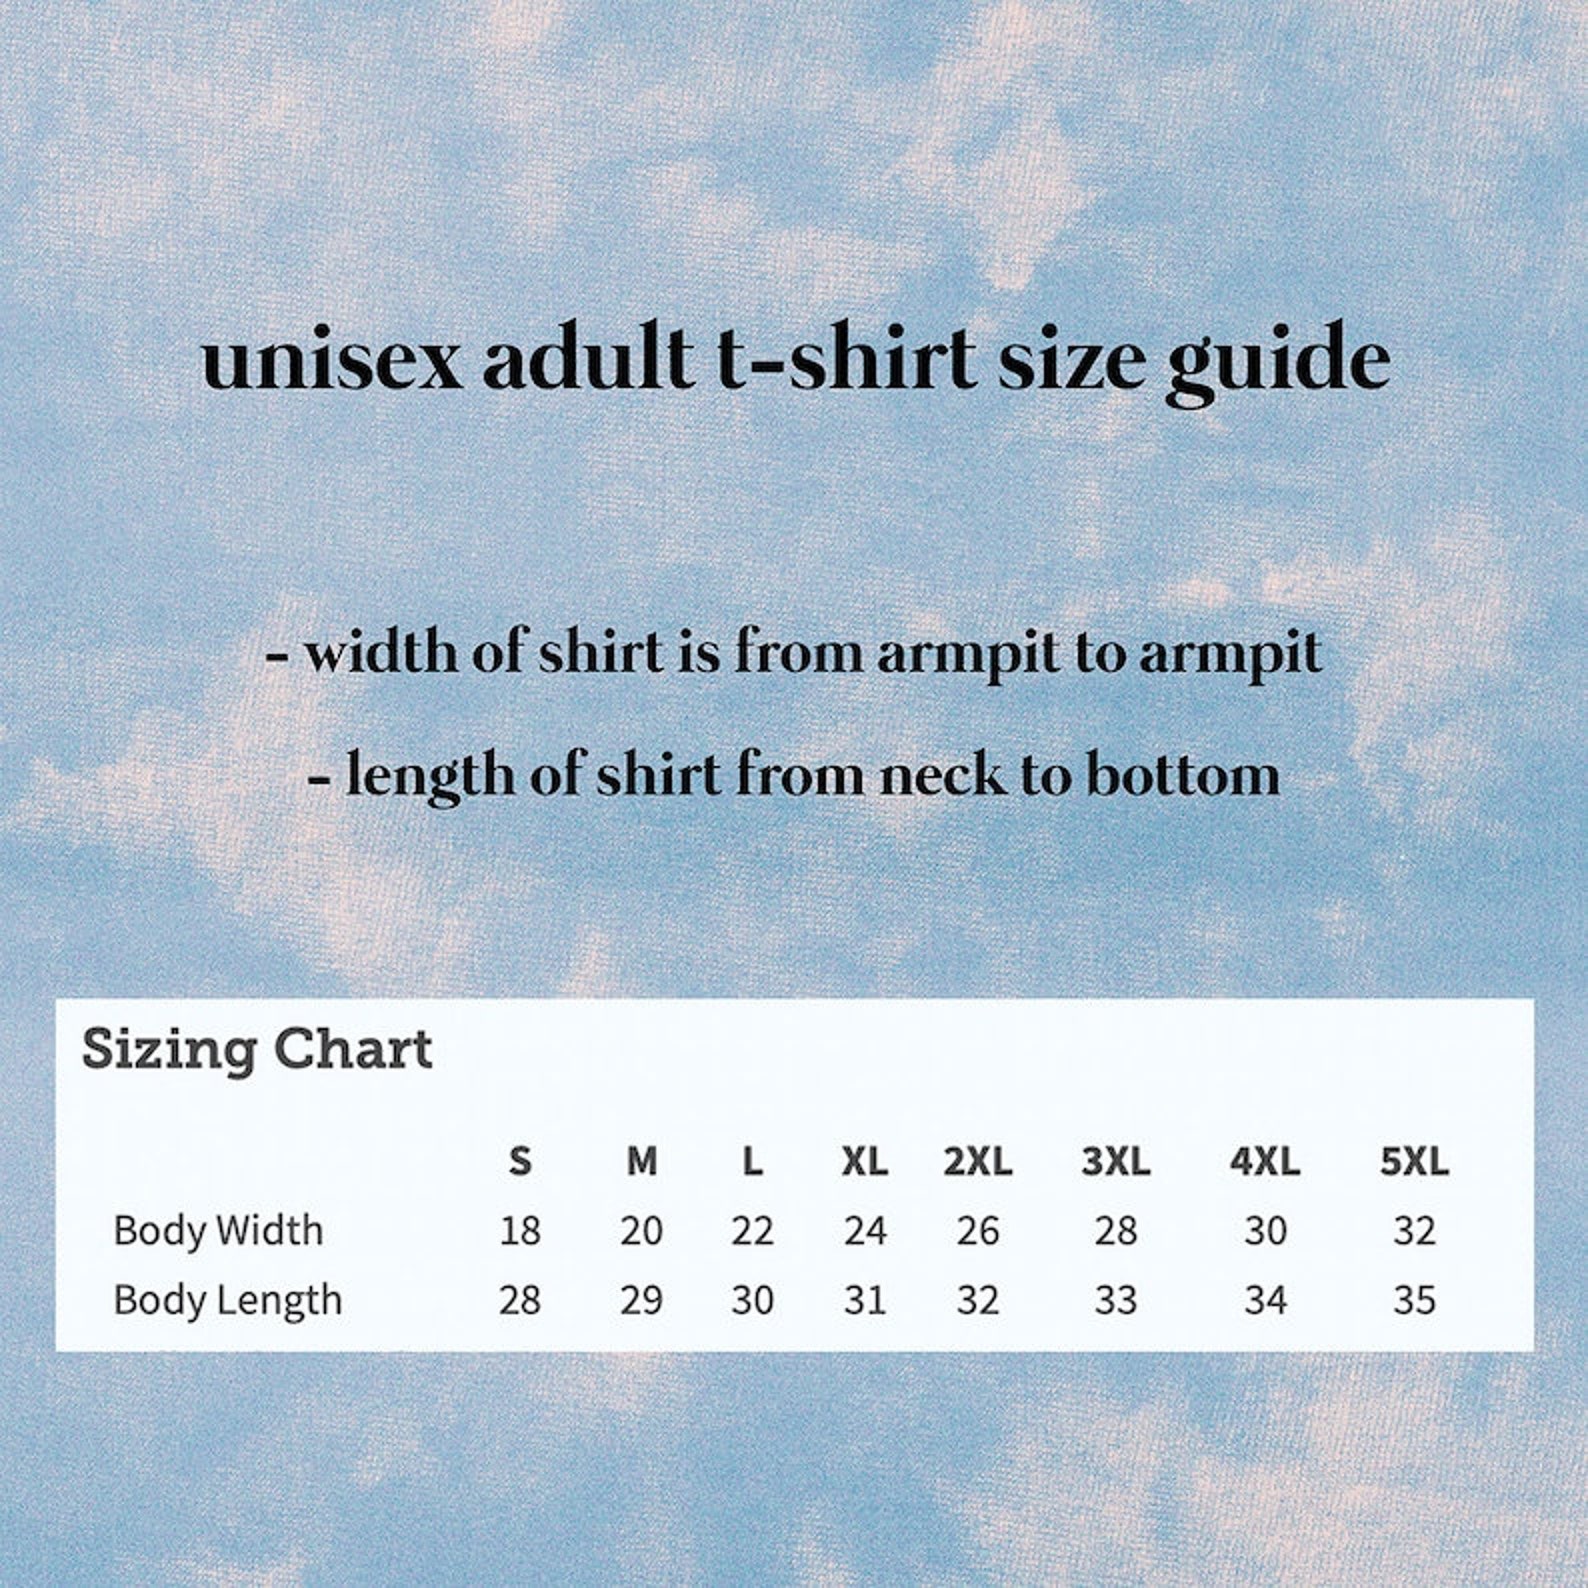 unisex adult t-shirt size guide
- width of shirt is from armpit to armpit
- length of shirt from neck to bottom
Sizing Chart
S M L XL 2XL 3XL 4XL 5XL
Body Width 18 20 22 24 26 28 30 32
Body Length 28 29 30 31 32 33 34 35